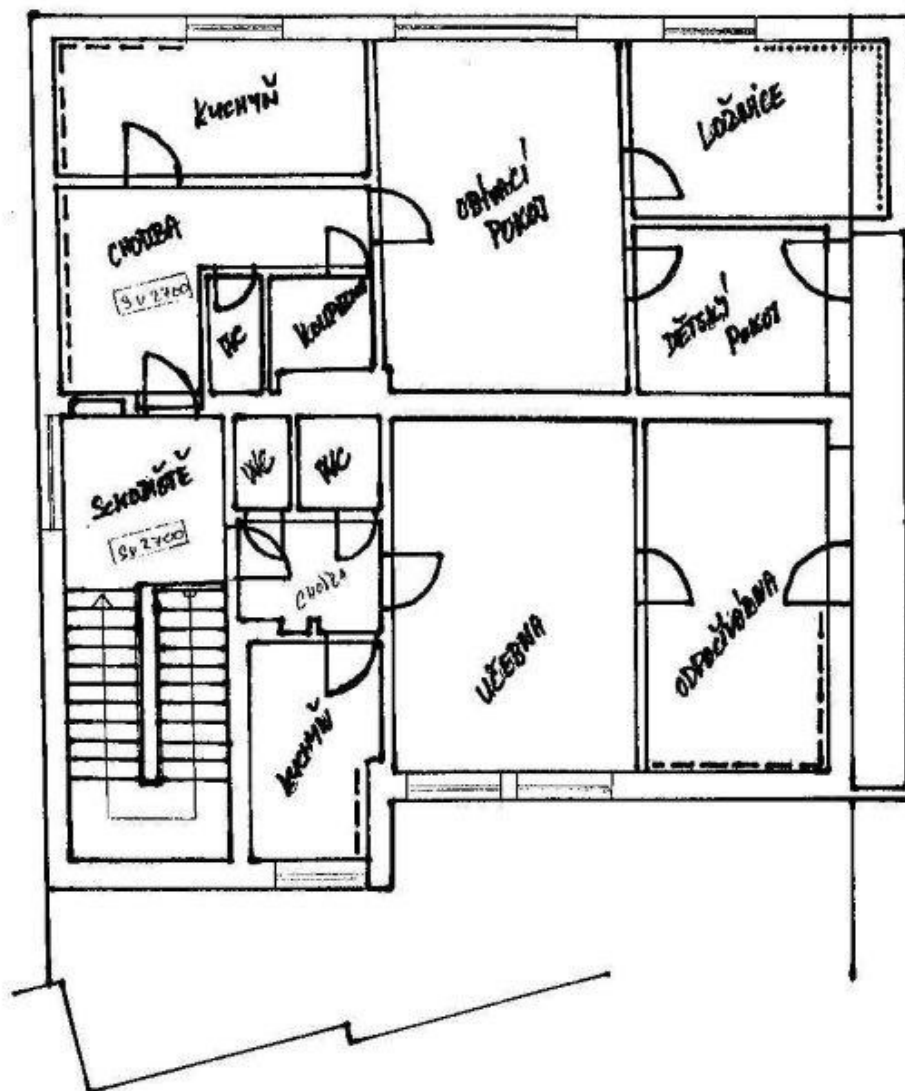 KUCHYŇ
OBÝVACÍ
POKOJ
LOŽNICE
CHODBA
SV 2700
WC
KOUPELNA
DĚTSKÝ
POKOJ
SCHODIŠTĚ
SV 2700
WC
WC
CHODBA
UČEBNA
ODPOČÍVÁRNA
KUCHYŇ